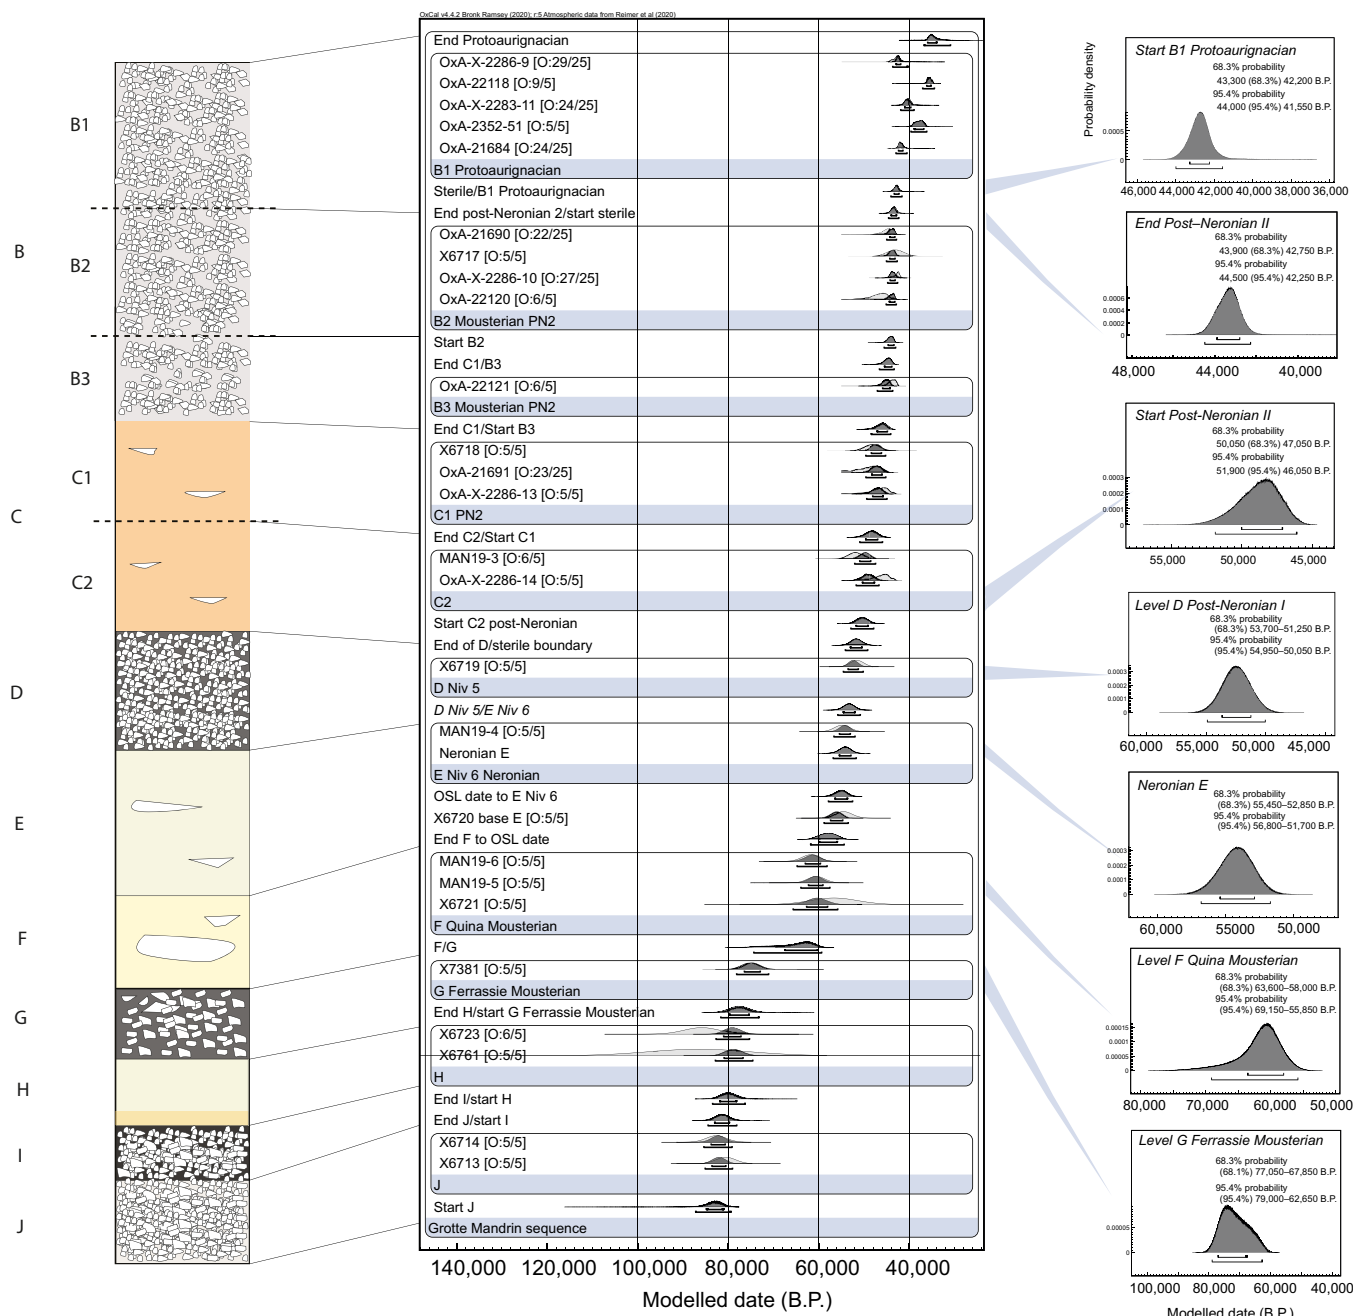 OxCal v4.4.2 Bronk Ramsey (2020); r:5 Atmospheric data from Reimer et al (2020)
B
B1
B2
B3
C
C1
C2
D
E
F
G
H
I
J
End Protoaurignacian
OxA-X-2286-9 [O:29/25]
OxA-22118 [O:9/5]
OxA-X-2283-11 [O:24/25]
OxA-2352-51 [O:5/5]
OxA-21684 [O:24/25]
B1 Protoaurignacian
Sterile/B1 Protoaurignacian
End post-Neronian 2/start sterile
OxA-21690 [O:22/25]
X6717 [O:5/5]
OxA-X-2286-10 [O:27/25]
OxA-22120 [O:6/5]
B2 Mousterian PN2
Start B2
End C1/B3
OxA-22121 [O:6/5]
B3 Mousterian PN2
End C1/Start B3
X6718 [O:5/5]
OxA-21691 [O:23/25]
OxA-X-2286-13 [O:5/5]
C1 PN2
End C2/Start C1
MAN19-3 [O:6/5]
OxA-X-2286-14 [O:5/5]
C2
Start C2 post-Neronian
End of D/sterile boundary
X6719 [O:5/5]
D Niv 5
D Niv 5/E Niv 6
MAN19-4 [O:5/5]
Neronian E
E Niv 6 Neronian
OSL date to E Niv 6
X6720 base E [O:5/5]
End F to OSL date
MAN19-6 [O:5/5]
MAN19-5 [O:5/5]
X6721 [O:5/5]
F Quina Mousterian
F/G
X7381 [O:5/5]
G Ferrassie Mousterian
End H/start G Ferrassie Mousterian
X6723 [O:6/5]
X6761 [O:5/5]
H
End I/start H
End J/start I
X6714 [O:5/5]
X6713 [O:5/5]
J
Start J
Grotte Mandrin sequence
140,000 120,000 100,000 80,000 60,000 40,000
Modelled date (B.P.)
Probability density
Start B1 Protoaurignacian
68.3% probability
43,300 (68.3%) 42,200 B.P.
95.4% probability
44,000 (95.4%) 41,550 B.P.
0.0005
0
46,000 44,000 42,000 40,000 38,000 36,000
End Post–Neronian II
68.3% probability
43,900 (68.3%) 42,750 B.P.
95.4% probability
44,500 (95.4%) 42,250 B.P.
0.0006
0.0004
0.0002
0
48,000 44,000 40,000
Start Post-Neronian II
68.3% probability
50,050 (68.3%) 47,050 B.P.
95.4% probability
51,900 (95.4%) 46,050 B.P.
0.0003
0.0002
0.0001
0
55,000 50,000 45,000
Level D Post-Neronian I
68.3% probability
(68.3%) 53,700–51,250 B.P.
95.4% probability
(95.4%) 54,950–50,050 B.P.
0.0003
0.0002
0.0001
0
60,000 55,000 50,000 45,000
Neronian E
68.3% probability
(68.3%) 55,450–52,850 B.P.
95.4% probability
(95.4%) 56,800–51,700 B.P.
0.0003
0.0002
0.0001
0
60,000 55,000 50,000
Level F Quina Mousterian
68.3% probability
(68.3%) 63,600–58,000 B.P.
95.4% probability
(95.4%) 69,150–55,850 B.P.
0.00015
0.0001
0.00005
0
80,000 70,000 60,000 50,000
Level G Ferrassie Mousterian
68.3% probability
(68.1%) 77,050–67,850 B.P.
95.4% probability
(95.4%) 79,000–62,650 B.P.
0.00005
0
100,000 80,000 60,000 40,000
Modelled date (B.P.)